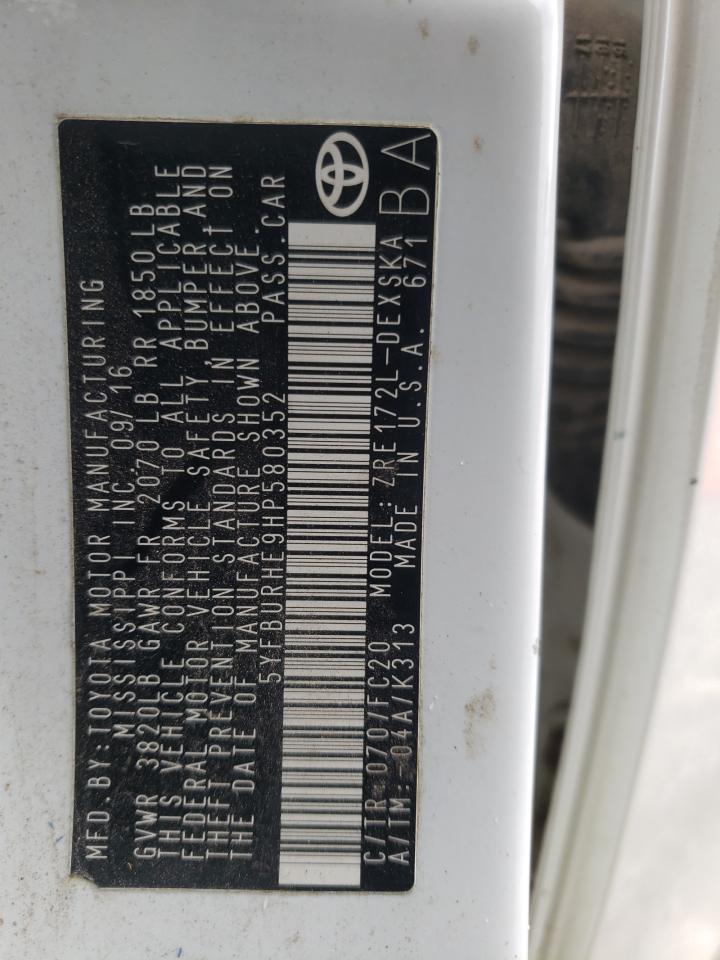 MFD.BY:TOYOTA MOTOR MANUFACTURING
MISSISSIPPI INC.09/16
GVWR 3820LB GAWR FR 2070LB RR 1850LB
THIS VEHICLE CONFORMS TO ALL APPLICABLE
FEDERAL MOTOR VEHICLE SAFETY, BUMPER, AND
THEFT PREVENTION STANDARDS IN EFFECT ON
THE DATE OF MANUFACTURE SHOWN ABOVE.
5YFBURHE9HP580352 PASS.CAR
C/TR:070/FC20 MODEL:ZRE172L-DEXSKA
A/TM:-04A/K313 MADE IN U.S.A. 671 BA